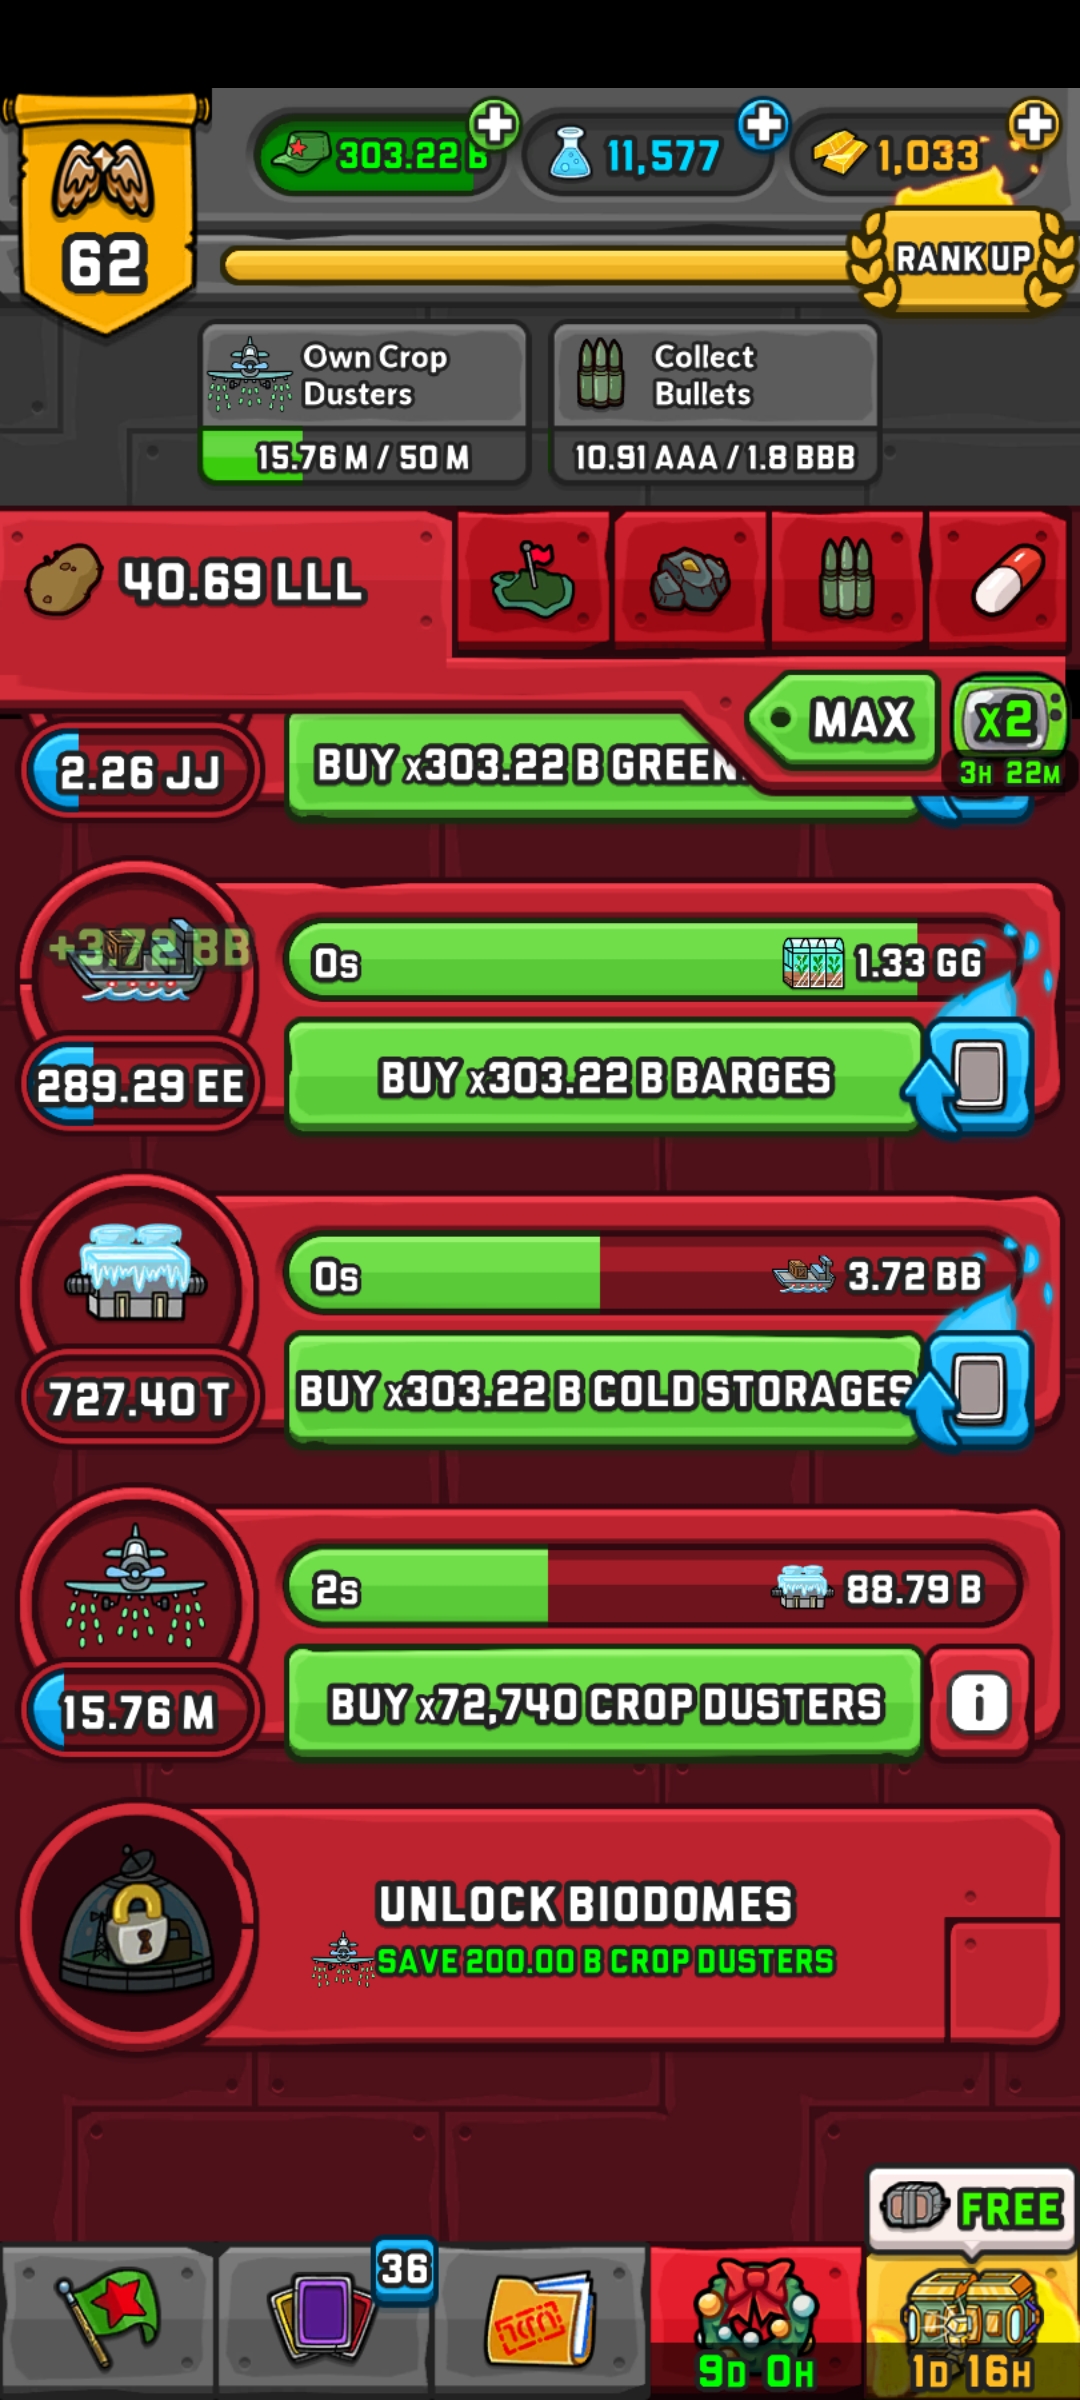 303.22 B
11,577
1,033
62
RANK UP
Own Crop
Dusters
15.76 M / 50 M
Collect
Bullets
10.91 AAA / 1.8 BBB
40.69 LLL
MAX
x2
3H 22M
2.26 JJ
BUY x303.22 B GREEN
+3.72 BB
0s
1.33 GG
289.29 EE
BUY x303.22 B BARGES
0s
3.72 BB
727.40 T
BUY x303.22 B COLD STORAGES
2s
88.79 B
15.76 M
BUY x72,740 CROP DUSTERS
i
UNLOCK BIODOMES
SAVE 200.00 B CROP DUSTERS
FREE
36
9D 0H
1D 16H